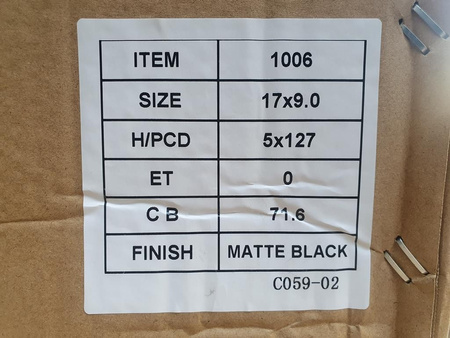 ITEM 1006
SIZE 17x9.0
H/PCD 5x127
ET 0
C B 71.6
FINISH MATTE BLACK
C059-02